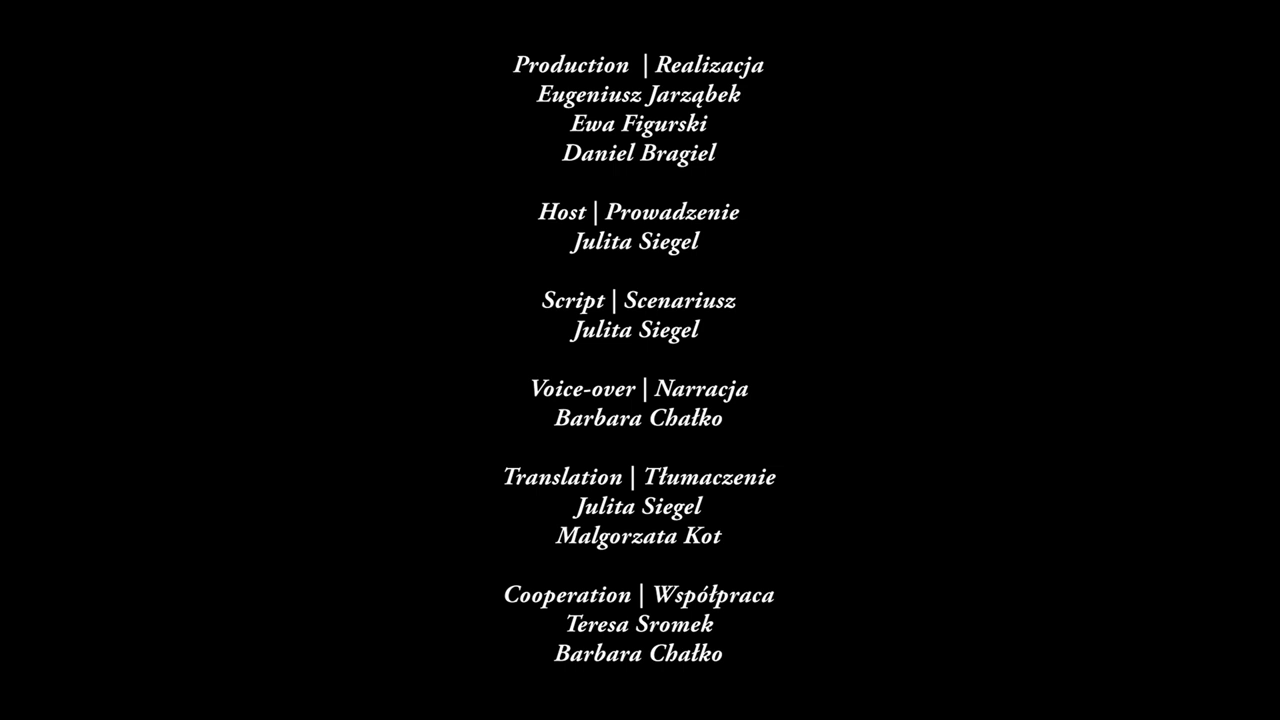 Production | Realizacja
Eugeniusz Jarząbek
Ewa Figurski
Daniel Bragiel
Host | Prowadzenie
Julita Siegel
Script | Scenariusz
Julita Siegel
Voice-over | Narracja
Barbara Chałko
Translation | Tłumaczenie
Julita Siegel
Malgorzata Kot
Cooperation | Współpraca
Teresa Sromek
Barbara Chałko